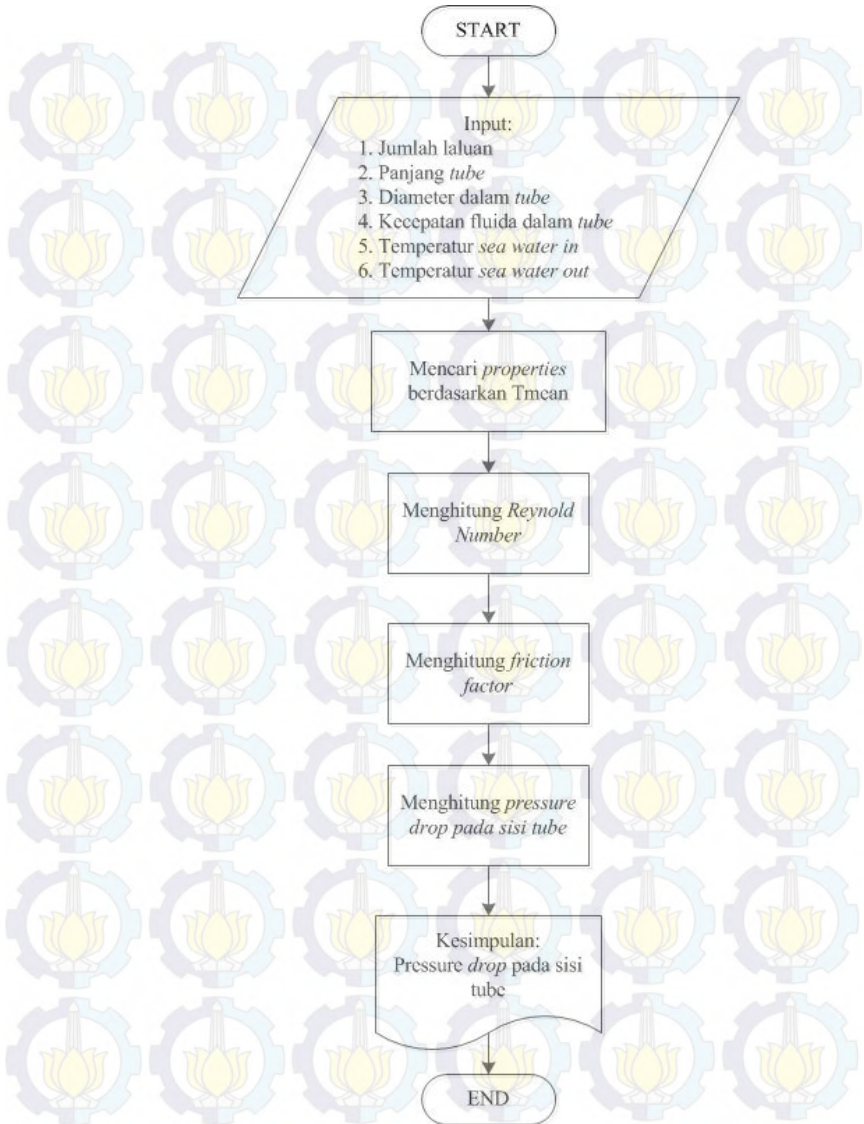 START
Input:
1. Jumlah laluan
2. Panjang tube
3. Diameter dalam tube
4. Kecepatan fluida dalam tube
5. Temperatur sea water in
6. Temperatur sea water out
Mencari properties
berdasarkan Tmean
Menghitung Reynold
Number
Menghitung friction
factor
Menghitung pressure
drop pada sisi tube
Kesimpulan:
Pressure drop pada sisi
tube
END